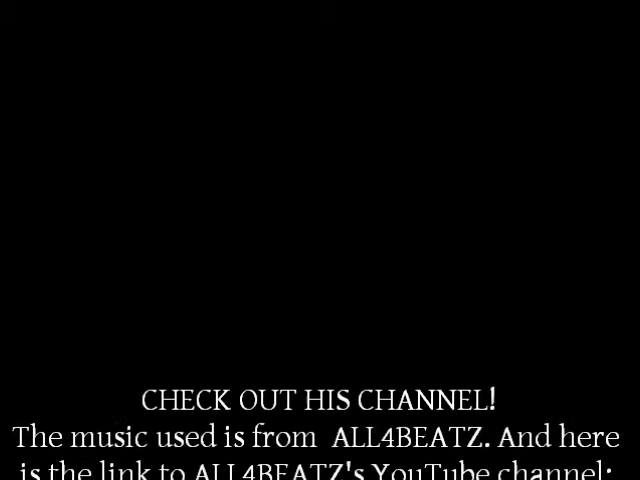 CHECK OUT HIS CHANNEL!
The music used is from  ALL4BEATZ. And here
is the link to ALL4BEATZ's YouTube channel: